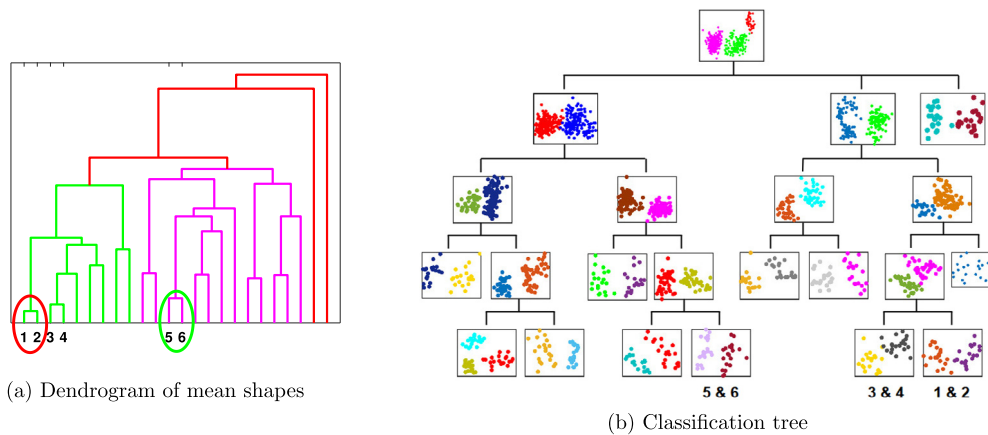 1 2 3 4
5 6
(a) Dendrogram of mean shapes
5 & 6
3 & 4
1 & 2
(b) Classification tree